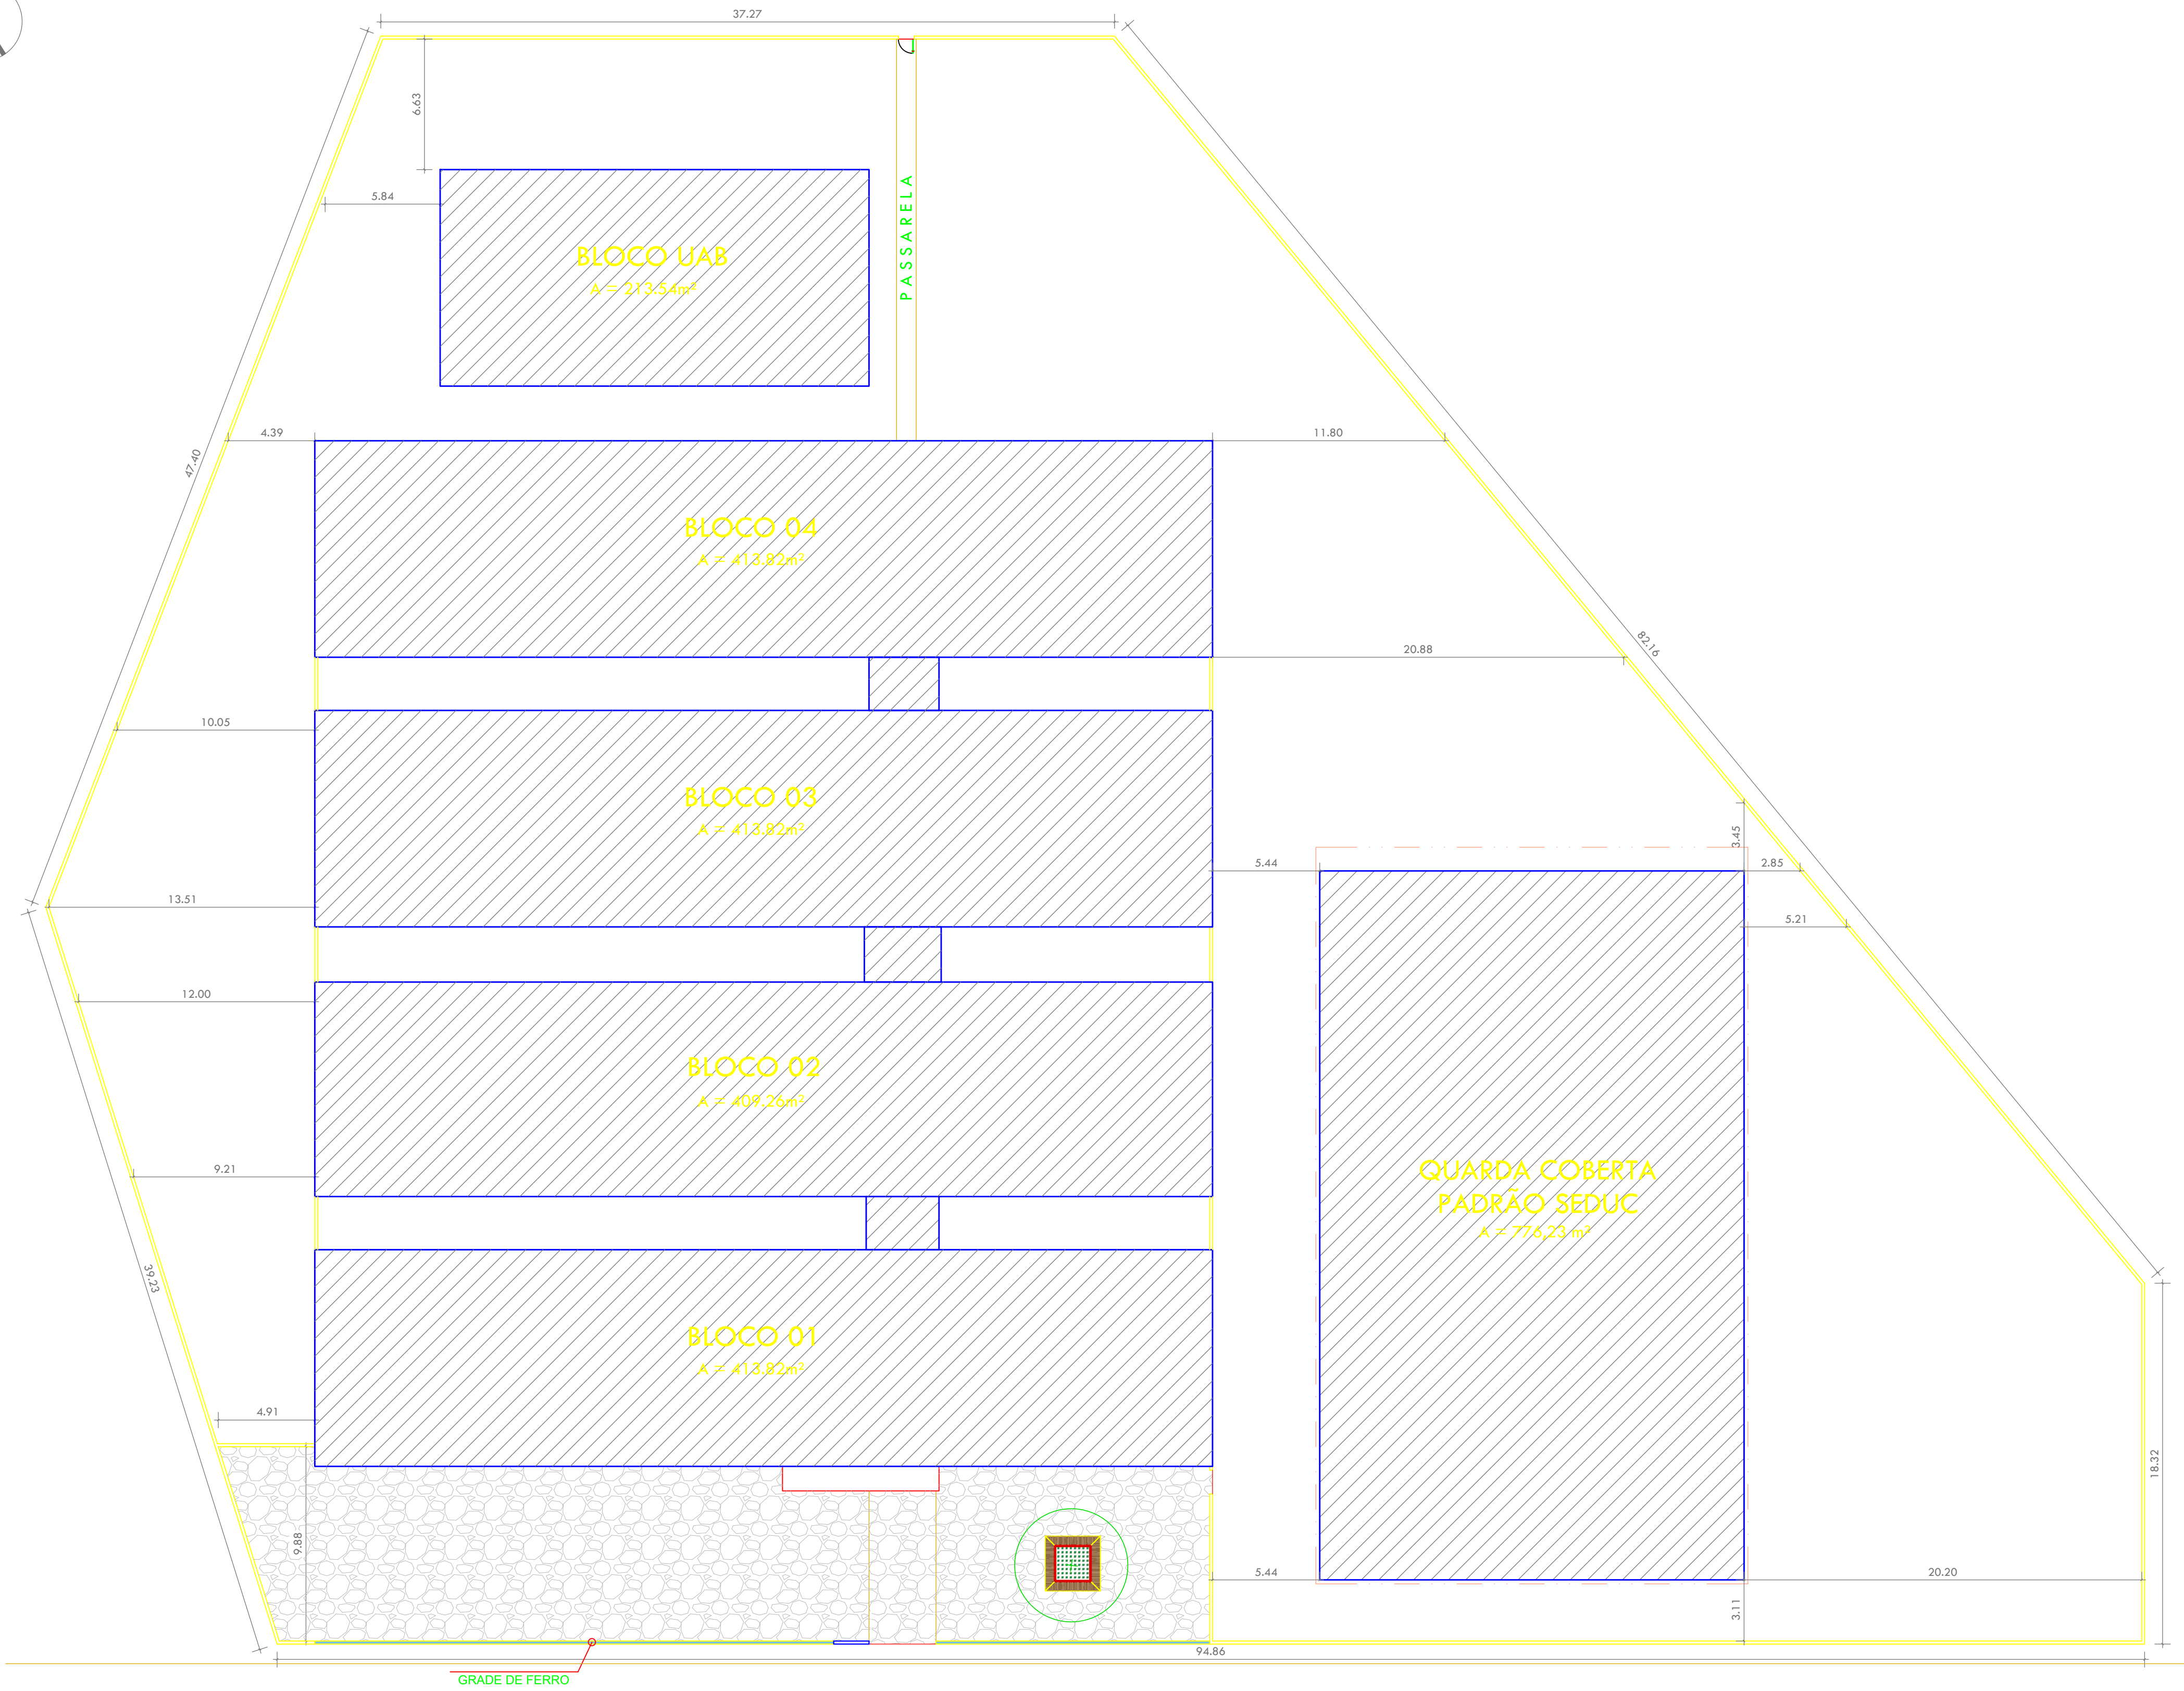 37.27
6.63
5.84
BLOCO UAB
A = 213.54m²
PASSARELA
4.39
11.80
47.40
BLOCO 04
A = 413.82m²
82.16
20.88
10.05
BLOCO 03
A = 413.82m²
3.45
5.44
2.85
13.51
5.21
12.00
BLOCO 02
A = 409.26m²
9.21
QUARDA COBERTA
PADRÃO SEDUC
A = 776,23 m²
39.23
BLOCO 01
A = 413.82m²
4.91
18.32
9.88
5.44
20.20
3.11
94.86
GRADE DE FERRO